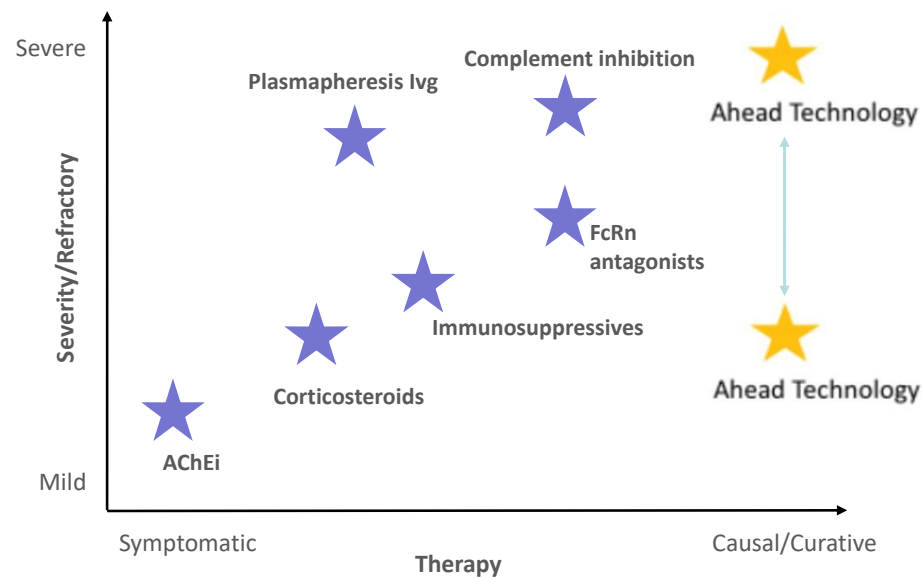 Severe
Complement inhibition
Plasmapheresis Ivg
Ahead Technology
Severity/Refractory
FcRn
antagonists
Immunosuppressives
Corticosteroids
Ahead Technology
AChEi
Mild
Symptomatic
Causal/Curative
Therapy